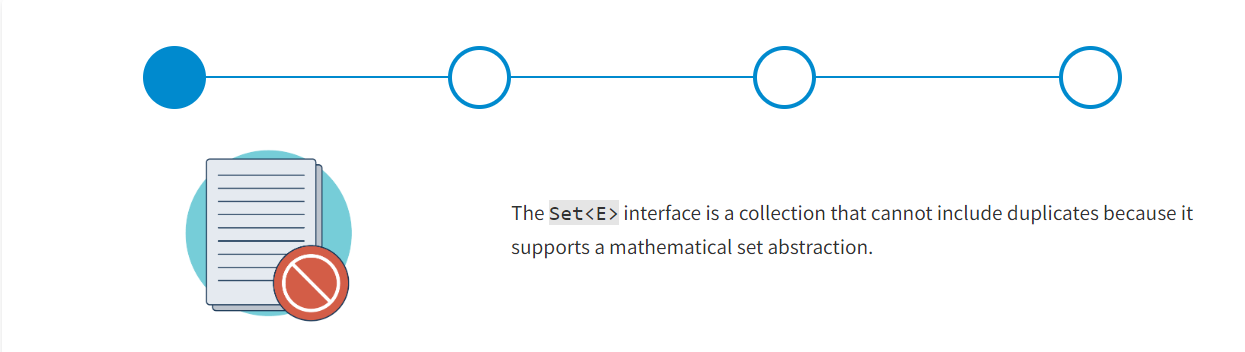 The Set<E> interface is a collection that cannot include duplicates because it
supports a mathematical set abstraction.